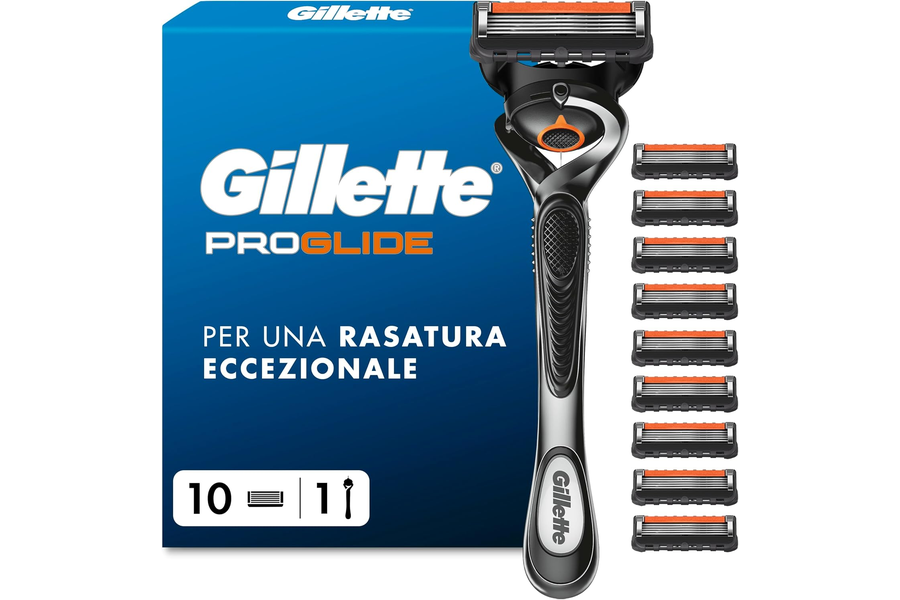 Gillette
Gillette®
PROGLIDE
PER UNA RASATURA
ECCEZIONALE
10 | 1
Gillette